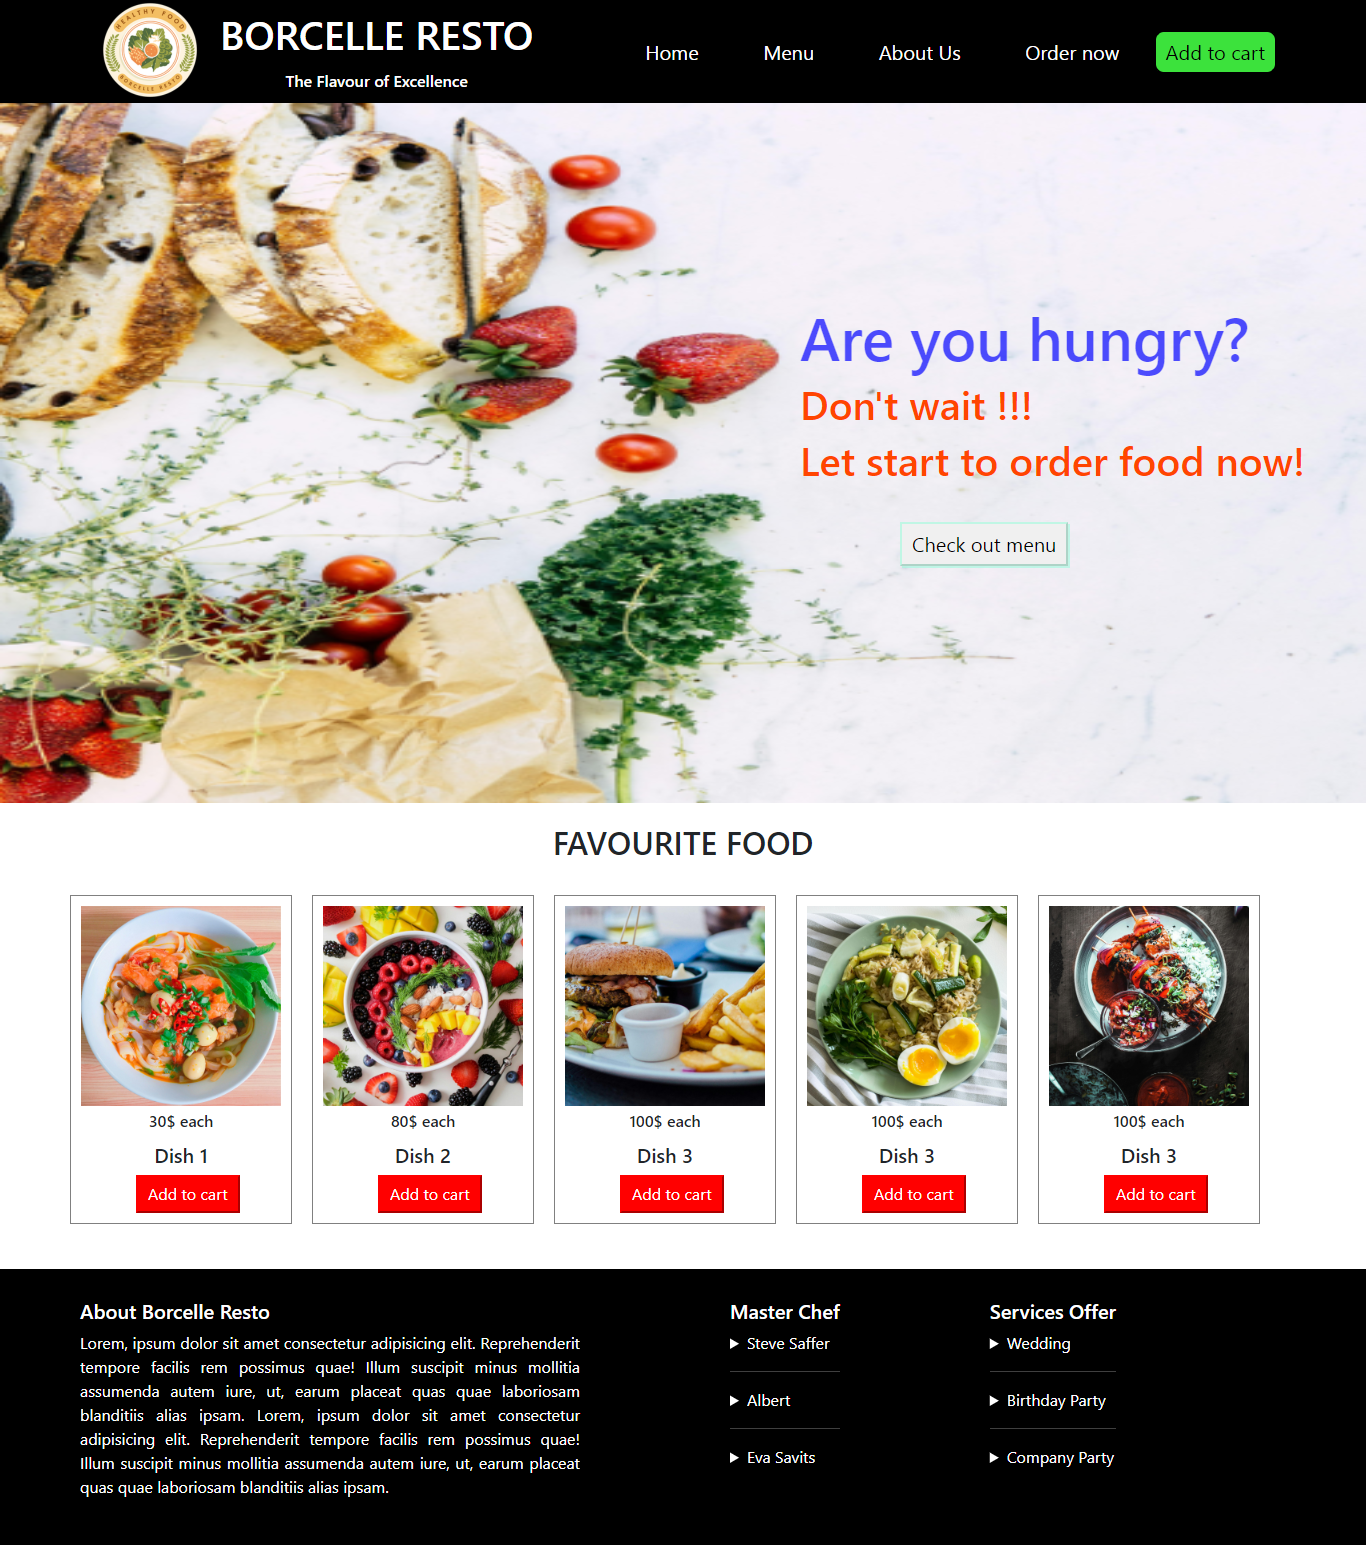 HEALTHY FOOD
BORCELLE RESTO
BORCELLE RESTO
The Flavour of Excellence
Home
Menu
About Us
Order now
Add to cart
Are you hungry?
Don't wait !!!
Let start to order food now!
Check out menu
FAVOURITE FOOD
30$ each
Dish 1
Add to cart
80$ each
Dish 2
Add to cart
100$ each
Dish 3
Add to cart
100$ each
Dish 3
Add to cart
100$ each
Dish 3
Add to cart
About Borcelle Resto
Lorem, ipsum dolor sit amet consectetur adipisicing elit. Reprehenderit
tempore facilis rem possimus quae! Illum suscipit minus mollitia
assumenda autem iure, ut, earum placeat quas quae laboriosam
blanditiis alias ipsam. Lorem, ipsum dolor sit amet consectetur
adipisicing elit. Reprehenderit tempore facilis rem possimus quae!
Illum suscipit minus mollitia assumenda autem iure, ut, earum placeat
quas quae laboriosam blanditiis alias ipsam.
Master Chef
Steve Saffer
Albert
Eva Savits
Services Offer
Wedding
Birthday Party
Company Party